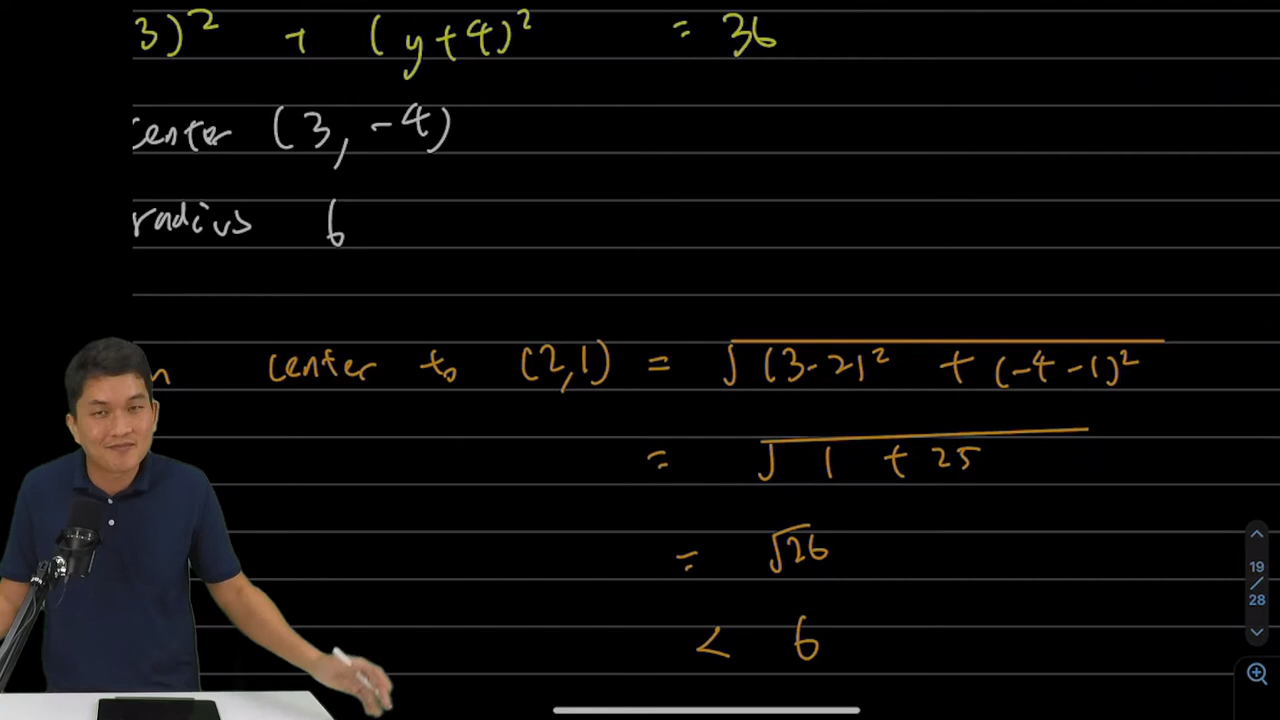 3)² + (y+4)² = 36
center (3, -4)
radius 6
center to (2,1) = √(3-2)² + (-4-1)²
= √1 + 25
= √26
< 6
19
/
28